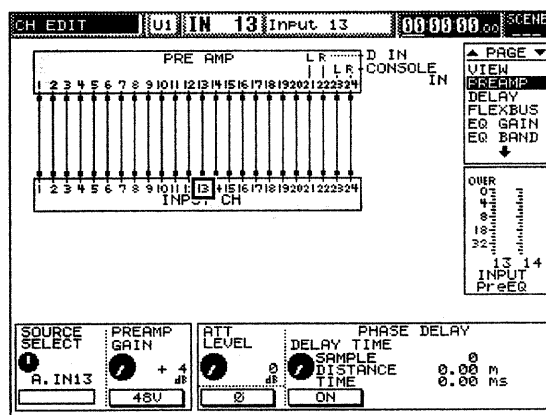 CH EDIT U1 IN 13 Input 13 00:00:00.00 SCENE
PRE AMP L R D IN
L R CONSOLE IN
1 2 3 4 5 6 7 8 9 10 11 12 13 14 15 16 17 18 19 20 21 22 23 24
1 2 3 4 5 6 7 8 9 10 11 1 13 4 15 16 17 18 19 20 21 22 23 24
INPUT CH
▲ PAGE ▼
VIEW
PREAMP
DELAY
FLEXBUS
EQ GAIN
EQ BAND
OVER
0
4
8
18
32
13 14
INPUT
PreEQ
SOURCE SELECT
A.IN13
PREAMP GAIN
+ 4 dB
48V
ATT LEVEL
0 dB
Ø
PHASE DELAY
DELAY TIME
SAMPLE 0
DISTANCE 0.00 m
TIME 0.00 ms
ON